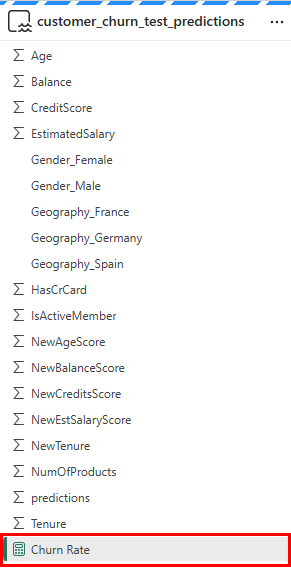 customer_churn_test_predictions ...
Age
Balance
CreditScore
EstimatedSalary
Gender_Female
Gender_Male
Geography_France
Geography_Germany
Geography_Spain
HasCrCard
IsActiveMember
NewAgeScore
NewBalanceScore
NewCreditsScore
NewEstSalaryScore
NewTenure
NumOfProducts
predictions
Tenure
Churn Rate